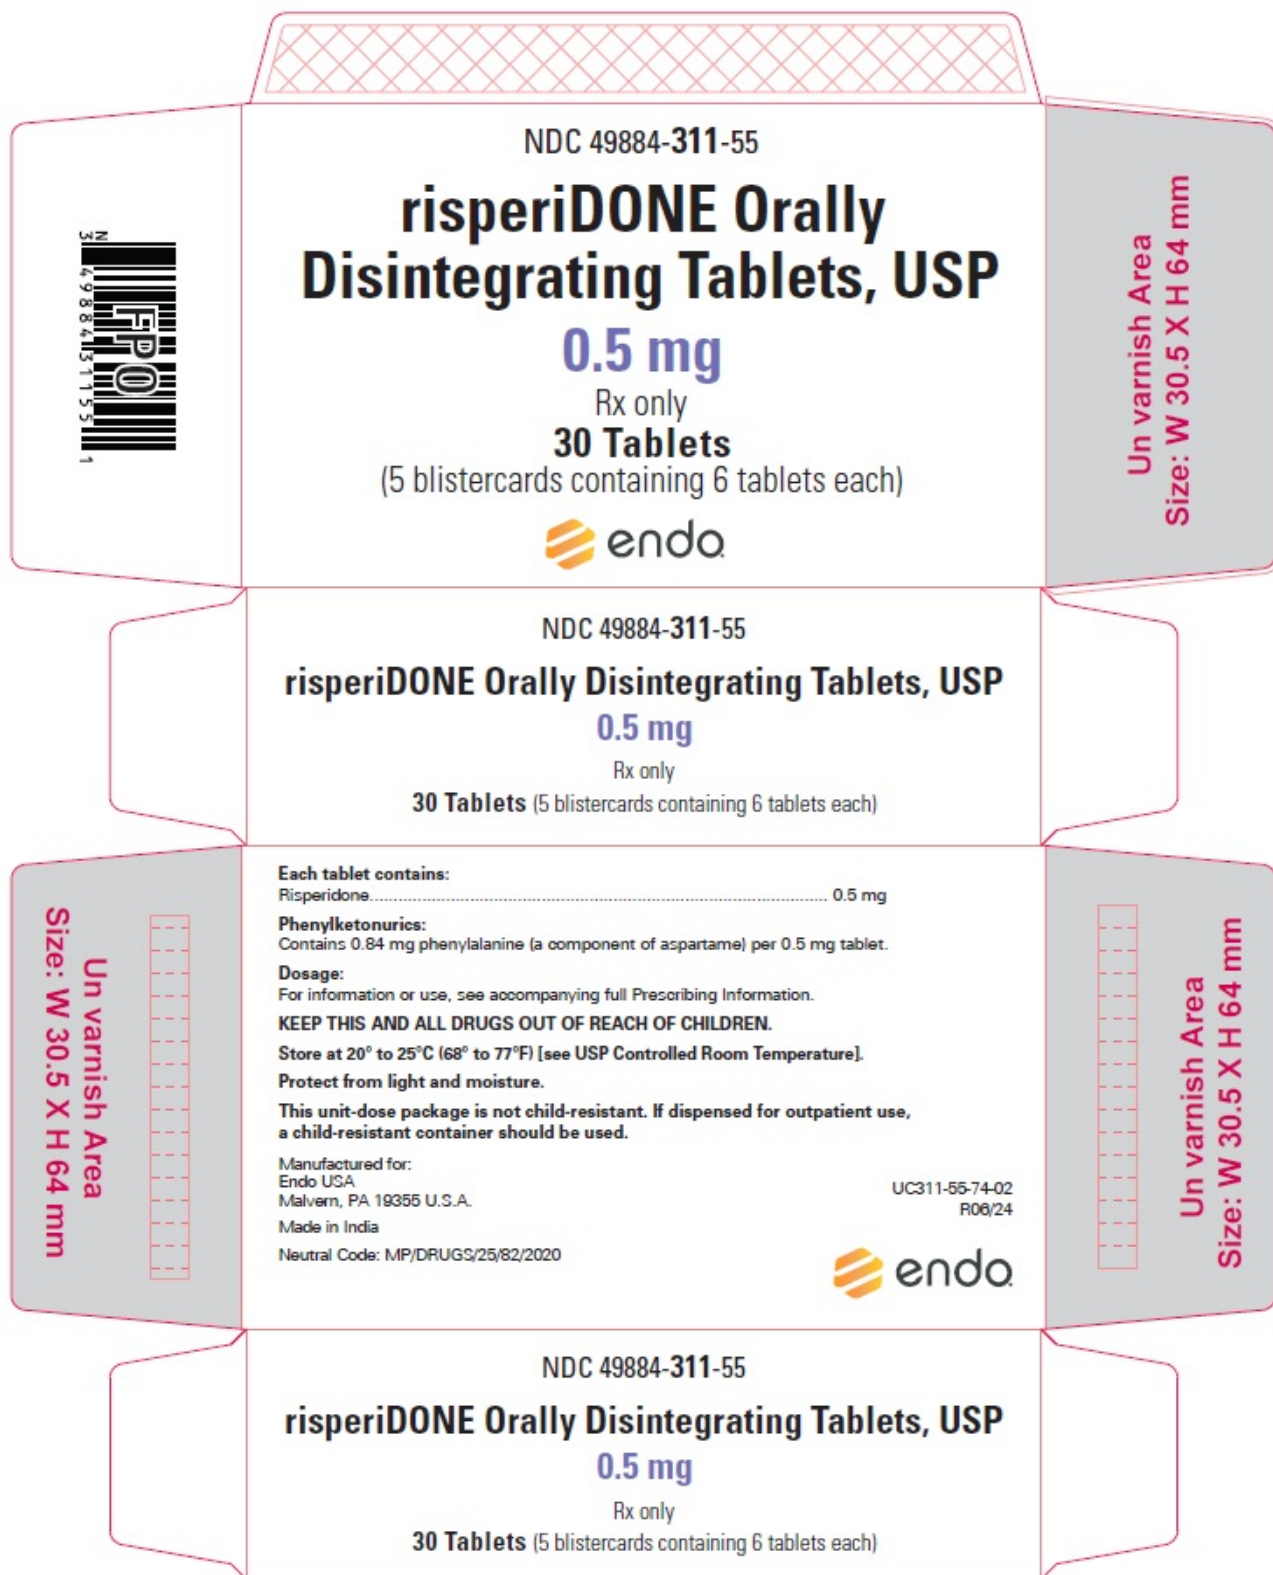 NDC 49884-311-55
risperiDONE Orally
Disintegrating Tablets, USP
0.5 mg
Rx only
30 Tablets
(5 blistercards containing 6 tablets each)
endo
N
3 49884 31155 1
FPO
Un varnish Area
Size: W 30.5 X H 64 mm
NDC 49884-311-55
risperiDONE Orally Disintegrating Tablets, USP
0.5 mg
Rx only
30 Tablets (5 blistercards containing 6 tablets each)
Each tablet contains:
Risperidone.............................................................................................. 0.5 mg
Phenylketonurics:
Contains 0.84 mg phenylalanine (a component of aspartame) per 0.5 mg tablet.
Dosage:
For information or use, see accompanying full Prescribing Information.
KEEP THIS AND ALL DRUGS OUT OF REACH OF CHILDREN.
Store at 20° to 25°C (68° to 77°F) [see USP Controlled Room Temperature].
Protect from light and moisture.
This unit-dose package is not child-resistant. If dispensed for outpatient use,
a child-resistant container should be used.
Manufactured for:
Endo USA
Malvern, PA 19355 U.S.A.
Made in India
Neutral Code: MP/DRUGS/25/82/2020
UC311-55-74-02
R06/24
endo
Un varnish Area
Size: W 30.5 X H 64 mm
Un varnish Area
Size: W 30.5 X H 64 mm
NDC 49884-311-55
risperiDONE Orally Disintegrating Tablets, USP
0.5 mg
Rx only
30 Tablets (5 blistercards containing 6 tablets each)